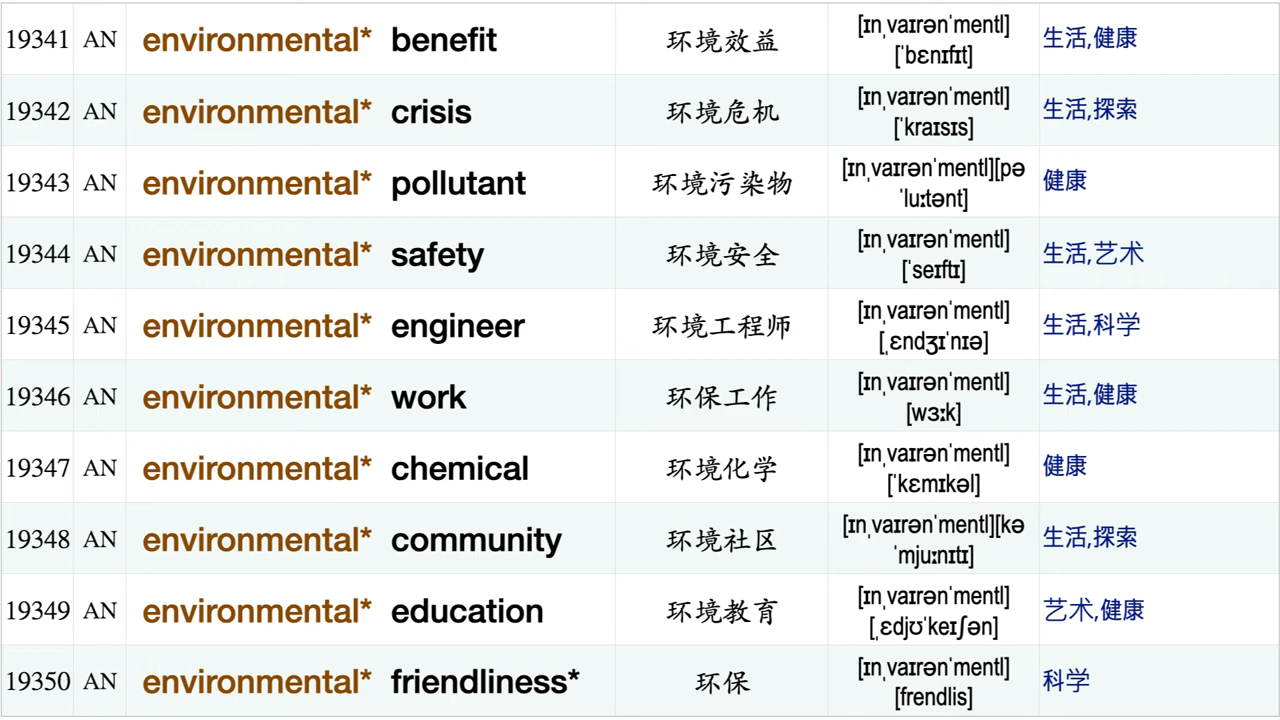 19341 AN environmental* benefit 环境效益 [ɪnˌvaɪrənˈmentl] [ˈbɛnɪfɪt] 生活,健康
19342 AN environmental* crisis 环境危机 [ɪnˌvaɪrənˈmentl] [ˈkraɪsɪs] 生活,探索
19343 AN environmental* pollutant 环境污染物 [ɪnˌvaɪrənˈmentl][pə ˈluːtənt] 健康
19344 AN environmental* safety 环境安全 [ɪnˌvaɪrənˈmentl] [ˈseɪftɪ] 生活,艺术
19345 AN environmental* engineer 环境工程师 [ɪnˌvaɪrənˈmentl] [ˌɛndʒɪˈnɪə] 生活,科学
19346 AN environmental* work 环保工作 [ɪnˌvaɪrənˈmentl] [wɜːk] 生活,健康
19347 AN environmental* chemical 环境化学 [ɪnˌvaɪrənˈmentl] [ˈkɛmɪkəl] 健康
19348 AN environmental* community 环境社区 [ɪnˌvaɪrənˈmentl][kə ˈmjuːnɪtɪ] 生活,探索
19349 AN environmental* education 环境教育 [ɪnˌvaɪrənˈmentl] [ˌɛdjʊˈkeɪʃən] 艺术,健康
19350 AN environmental* friendliness* 环保 [ɪnˌvaɪrənˈmentl] [frendlis] 科学